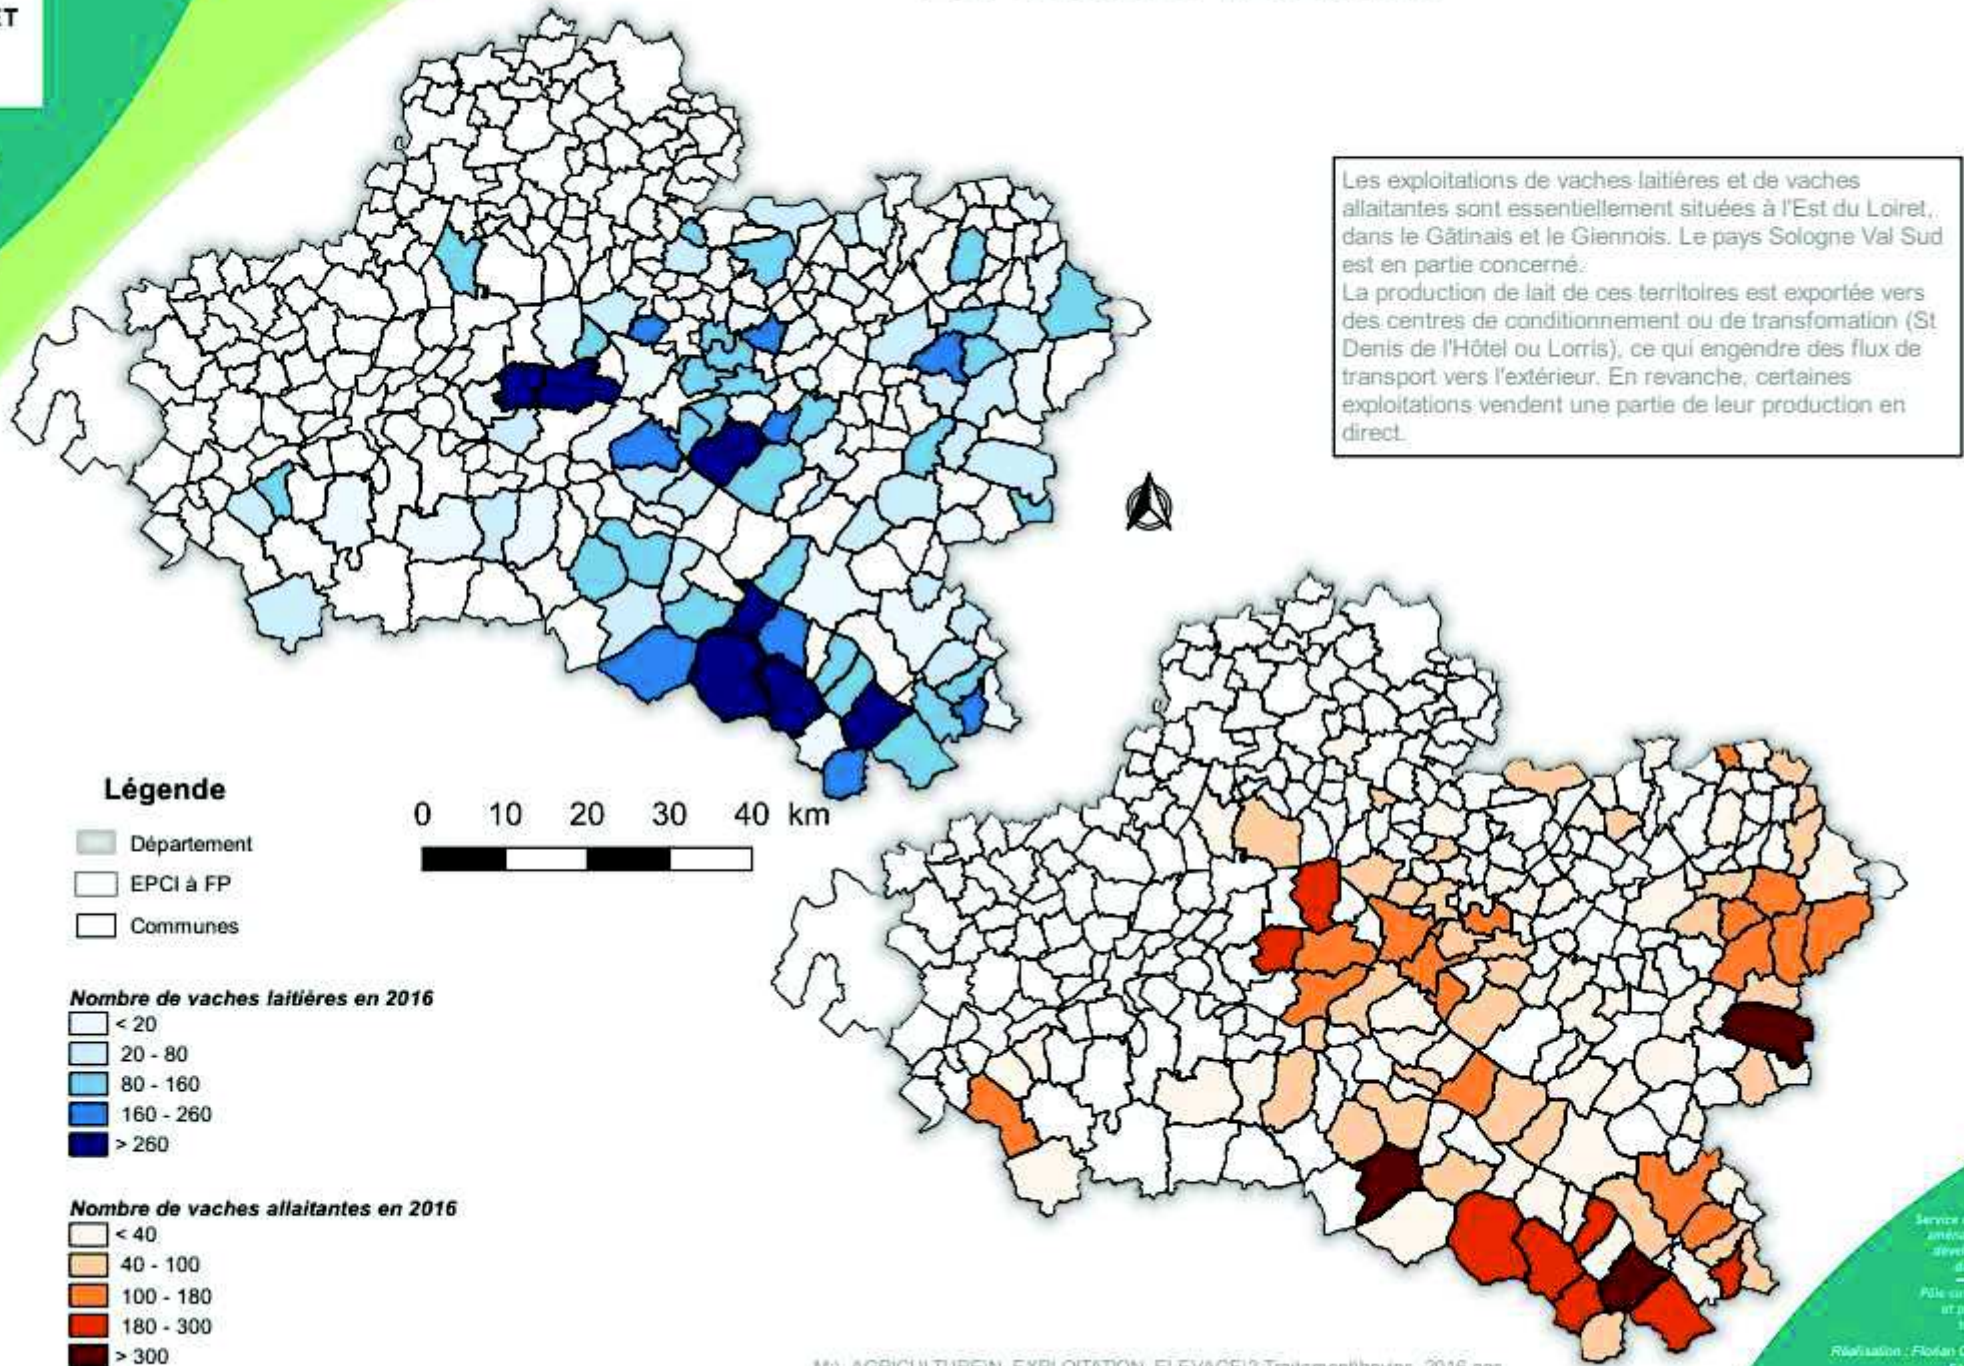 ET
Les exploitations de vaches laitières et de vaches
allaitantes sont essentiellement situées à l'Est du Loiret,
dans le Gâtinais et le Giennois. Le pays Sologne Val Sud
est en partie concerné.
La production de lait de ces territoires est exportée vers
des centres de conditionnement ou de transfomation (St
Denis de l'Hôtel ou Lorris), ce qui engendre des flux de
transport vers l'extérieur. En revanche, certaines
exploitations vendent une partie de leur production en
direct.
Légende
Département
EPCI à FP
Communes
0 10 20 30 40 km
Nombre de vaches laitières en 2016
< 20
20 - 80
80 - 160
160 - 260
> 260
Nombre de vaches allaitantes en 2016
< 40
40 - 100
100 - 180
180 - 300
> 300
Service
Réalisation : Florian